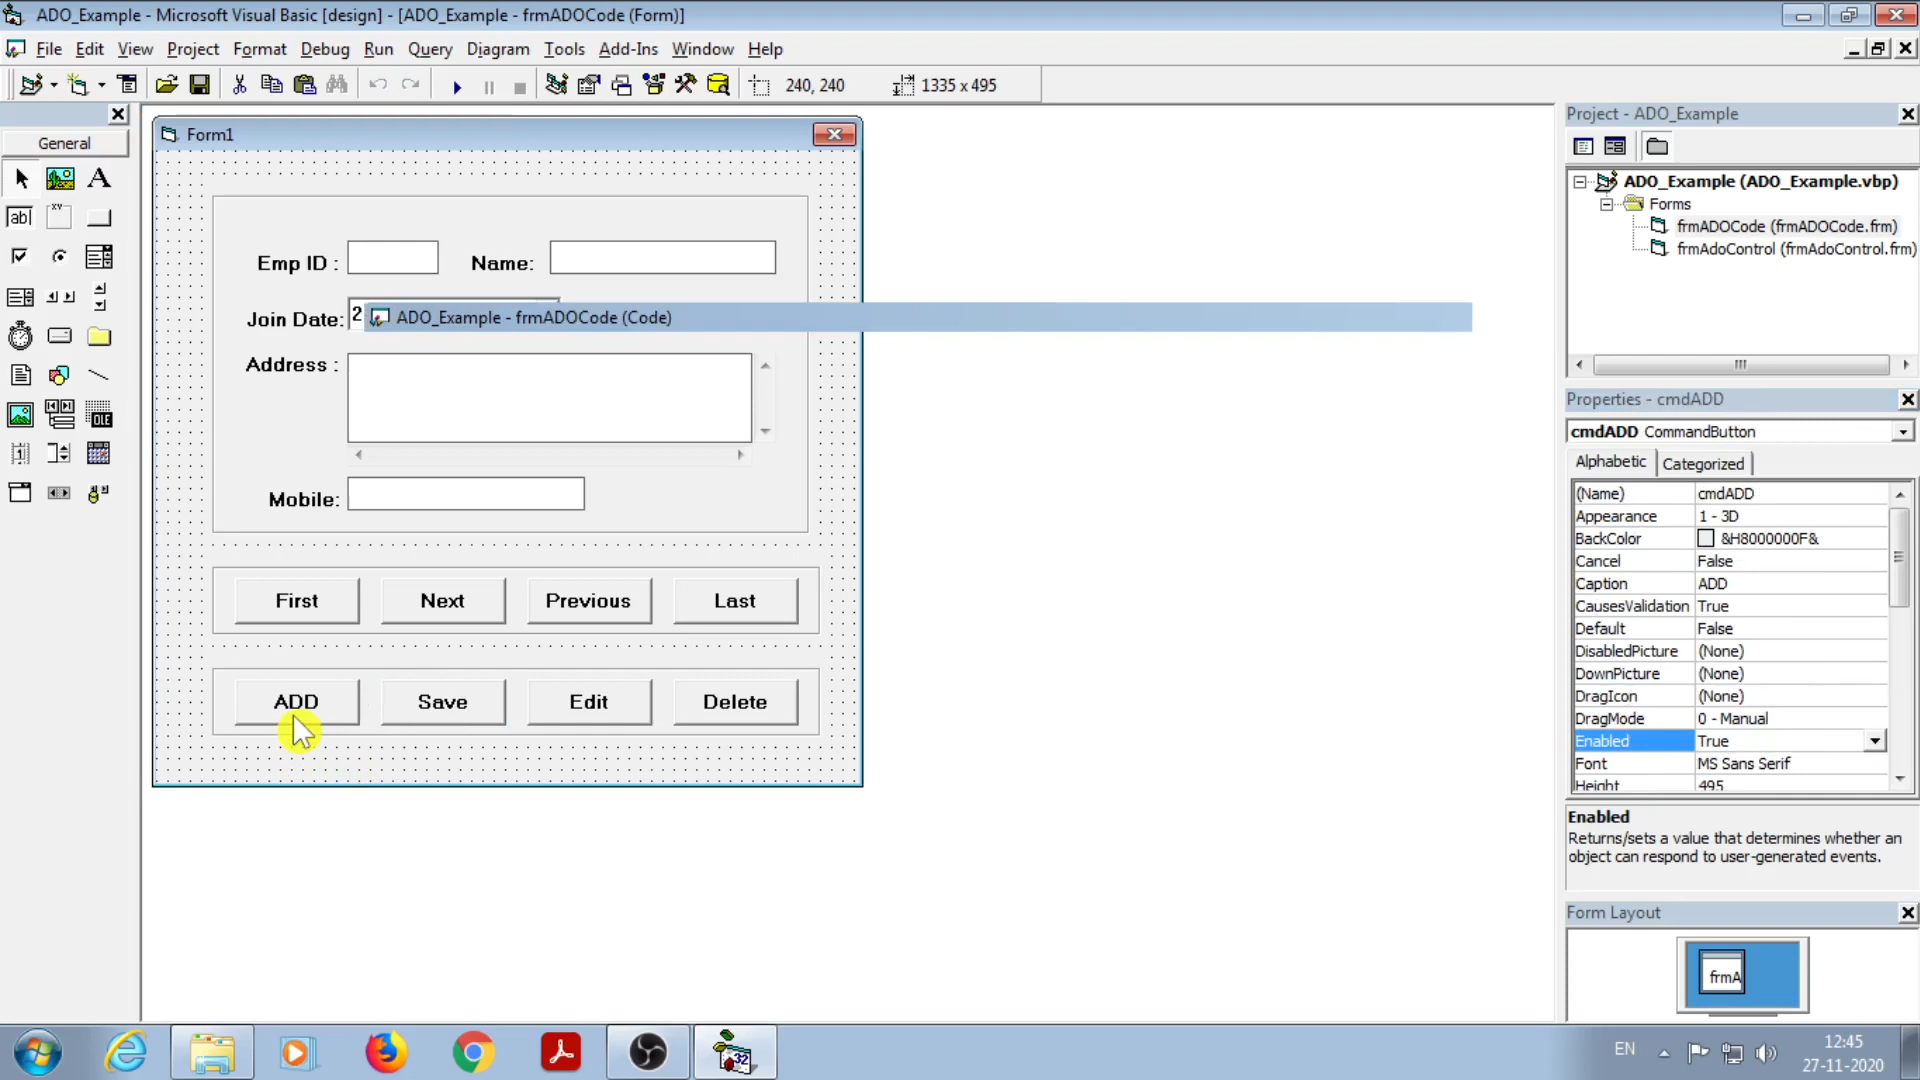 ADO_Example - Microsoft Visual Basic [design] - [ADO_Example - frmADOCode (Form)]
File Edit View Project Format Debug Run Query Diagram Tools Add-Ins Window Help
240, 240 1335 x 495
General
A
ab
XY
OLE
1
Form1
Emp ID : Name:
Join Date: 2
ADO_Example - frmADOCode (Code)
Address :
Mobile:
First Next Previous Last
ADD Save Edit Delete
Project - ADO_Example
ADO_Example (ADO_Example.vbp)
Forms
frmADOCode (frmADOCode.frm)
frmAdoControl (frmAdoControl.frm)
Properties - cmdADD
cmdADD CommandButton
Alphabetic Categorized
(Name) cmdADD
Appearance 1 - 3D
BackColor &H8000000F&
Cancel False
Caption ADD
CausesValidation True
Default False
DisabledPicture (None)
DownPicture (None)
DragIcon (None)
DragMode 0 - Manual
Enabled True
Font MS Sans Serif
Height 495
Enabled
Returns/sets a value that determines whether an
object can respond to user-generated events.
Form Layout
frmA
32
EN
12:45
27-11-2020